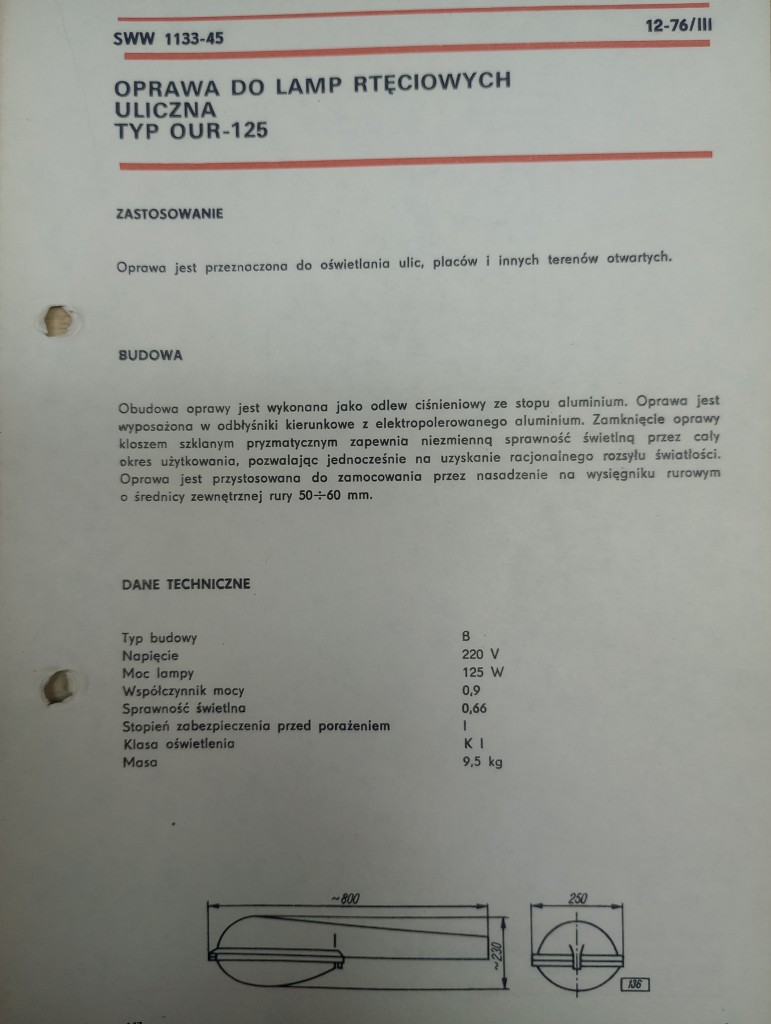 SWW 1133-45
12-76/III
OPRAWA DO LAMP RTĘCIOWYCH
ULICZNA
TYP OUR-125
ZASTOSOWANIE
Oprawa jest przeznaczona do oświetlania ulic, placów i innych terenów otwartych.
BUDOWA
Obudowa oprawy jest wykonana jako odlew ciśnieniowy ze stopu aluminium. Oprawa jest
wyposażona w odbłyśniki kierunkowe z elektropolerowanego aluminium. Zamknięcie oprawy
kloszem szklanym pryzmatycznym zapewnia niezmienną sprawność świetlną przez cały
okres użytkowania, pozwalając jednocześnie na uzyskanie racjonalnego rozsyłu światłości.
Oprawa jest przystosowana do zamocowania przez nasadzenie na wysięgniku rurowym
o średnicy zewnętrznej rury 50÷60 mm.
DANE TECHNICZNE
Typ budowy B
Napięcie 220 V
Moc lampy 125 W
Współczynnik mocy 0,9
Sprawność świetlna 0,66
Stopień zabezpieczenia przed porażeniem I
Klasa oświetlenia K I
Masa 9,5 kg
~800
250
~230
136